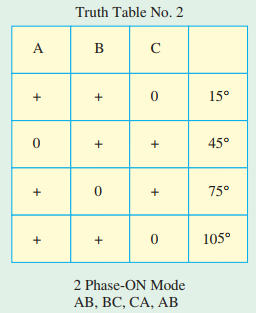 Truth Table No. 2
A B C
+ + 0 15°
0 + + 45°
+ 0 + 75°
+ + 0 105°
2 Phase-ON Mode
AB, BC, CA, AB